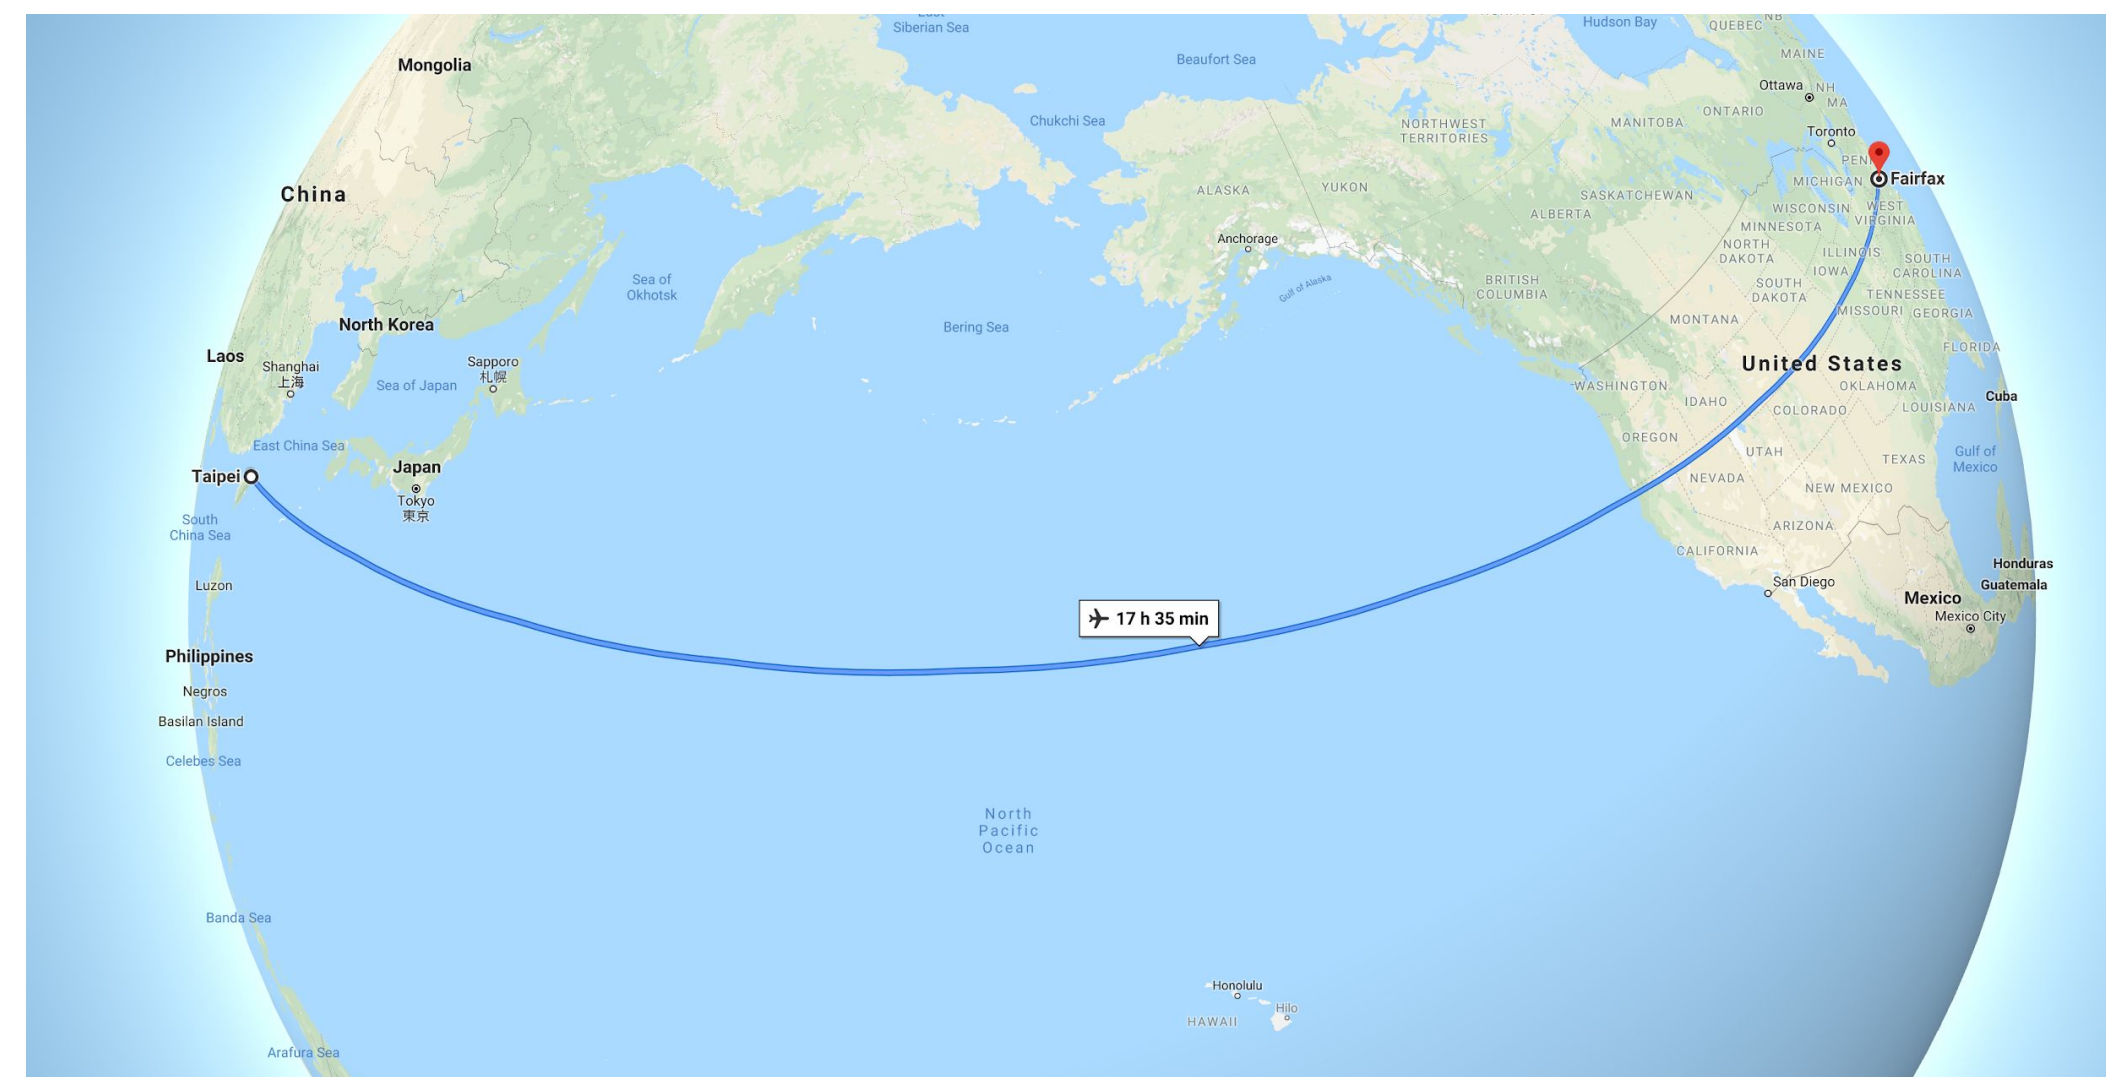 East
Siberian Sea
Hudson Bay
NB
QUEBEC
Mongolia
Beaufort Sea
MAINE
Ottawa
NH
MA
Chukchi Sea
NORTHWEST
TERRITORIES
MANITOBA
ONTARIO
Toronto
PENN
China
ALASKA
YUKON
SASKATCHEWAN
ALBERTA
MICHIGAN
Fairfax
WISCONSIN
WEST
VIRGINIA
MINNESOTA
Anchorage
NORTH
DAKOTA
ILLINOIS
SOUTH
CAROLINA
IOWA
Sea of
Okhotsk
Gulf of Alaska
BRITISH
COLUMBIA
SOUTH
DAKOTA
TENNESSEE
MISSOURI
GEORGIA
North Korea
Bering Sea
MONTANA
FLORIDA
Laos
Shanghai
上海
Sapporo
札幌
Sea of Japan
United States
WASHINGTON
OKLAHOMA
Cuba
IDAHO
COLORADO
LOUISIANA
East China Sea
OREGON
UTAH
TEXAS
Gulf of
Mexico
Taipei
Japan
Tokyo
東京
NEVADA
NEW MEXICO
South
China Sea
ARIZONA
CALIFORNIA
Honduras
Guatemala
Luzon
San Diego
Mexico
Mexico City
17 h 35 min
Philippines
Negros
Basilan Island
Celebes Sea
North
Pacific
Ocean
Banda Sea
Honolulu
Hilo
HAWAII
Arafura Sea